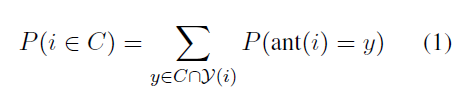 P(i ∈ C) = ∑_{y∈C∩𝒴(i)} P(ant(i) = y) (1)